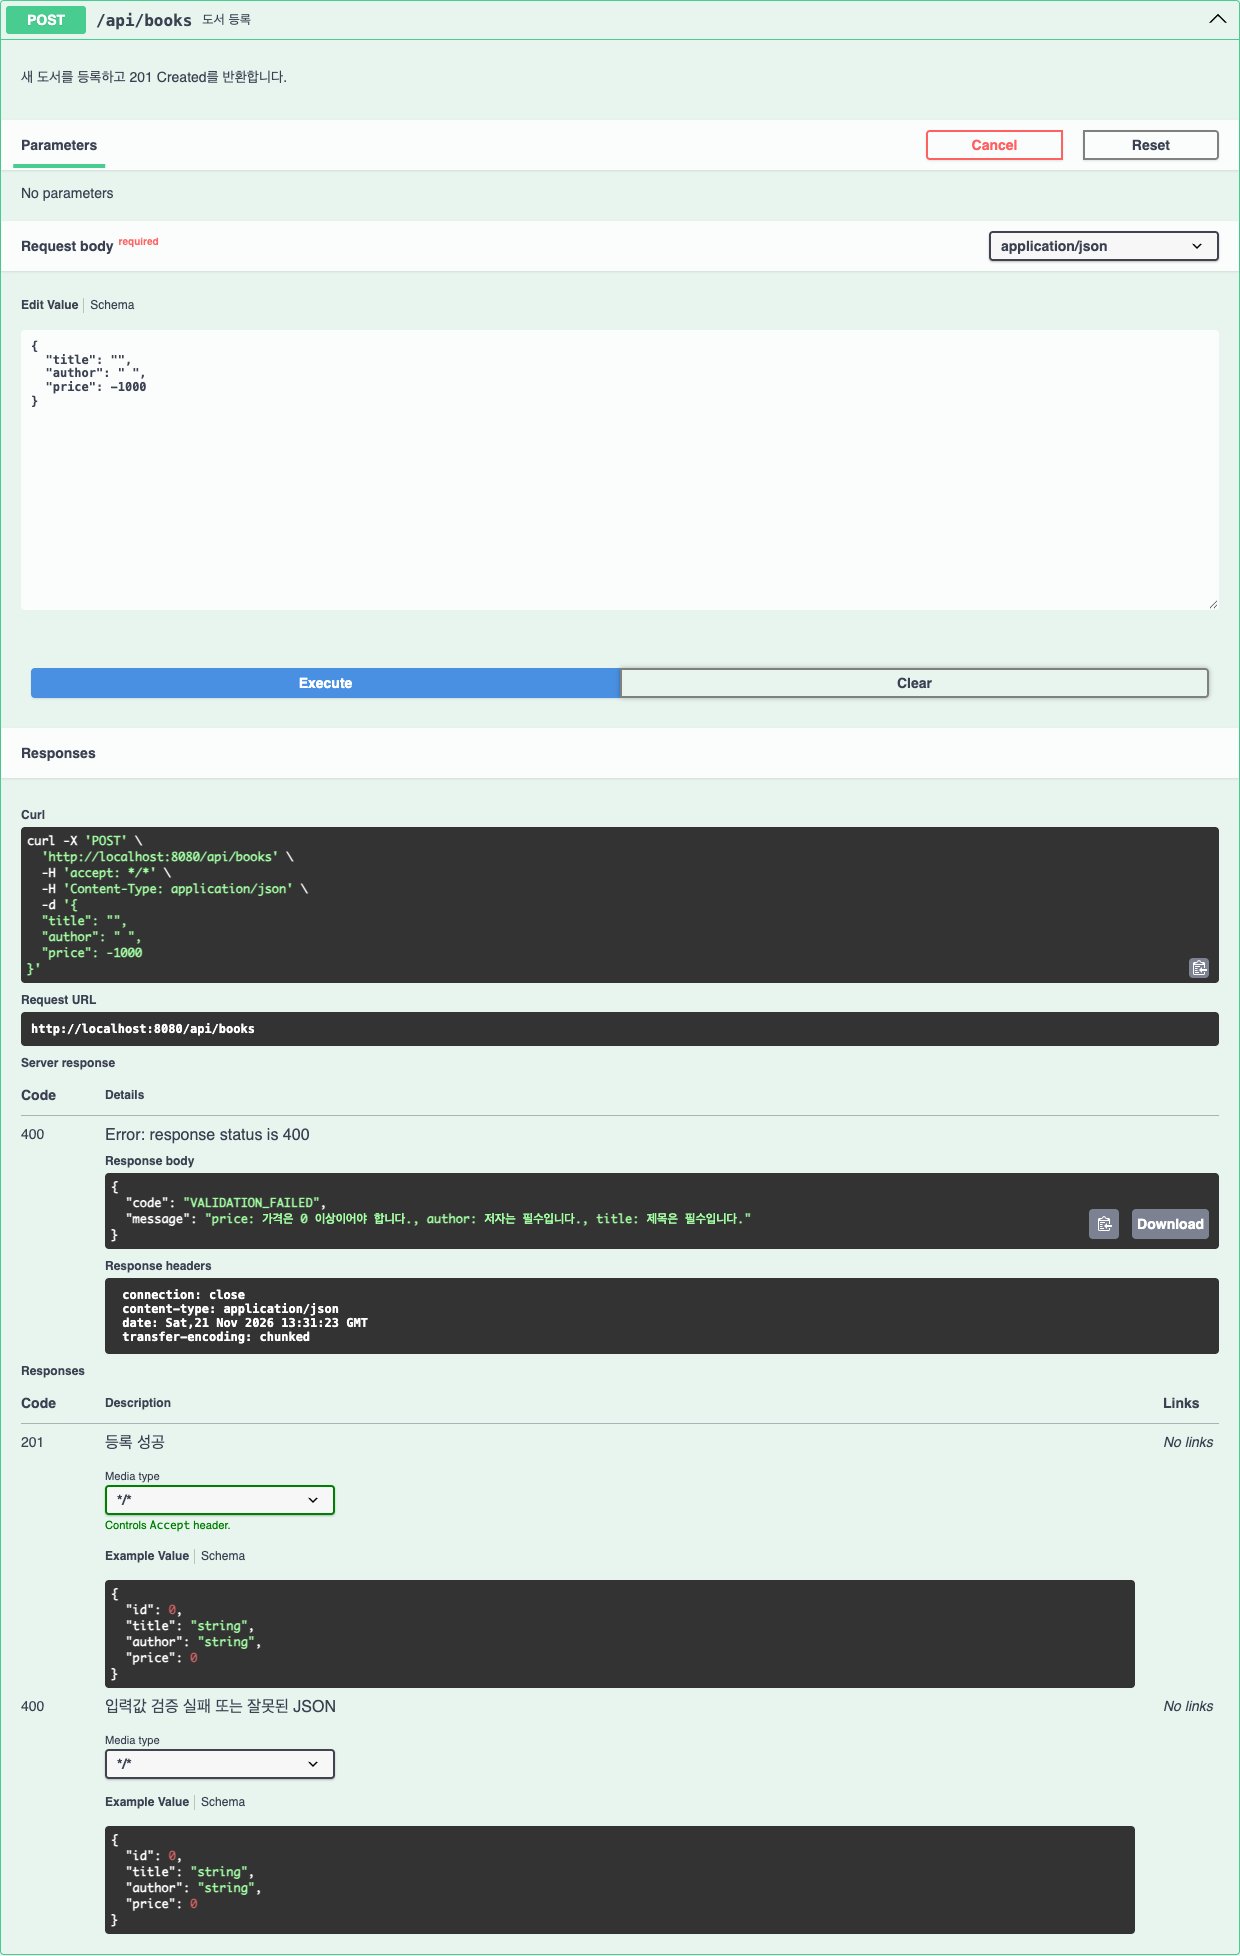 POST /api/books 도서 등록
새 도서를 등록하고 201 Created를 반환합니다.
Parameters
Cancel
Reset
No parameters
Request body required
application/json
Edit Value
Schema
{
  "title": "",
  "author": " ",
  "price": -1000
}
Execute
Clear
Responses
Curl
curl -X 'POST' \
  'http://localhost:8080/api/books' \
  -H 'accept: */*' \
  -H 'Content-Type: application/json' \
  -d '{
  "title": "",
  "author": " ",
  "price": -1000
}'
Request URL
http://localhost:8080/api/books
Server response
Code
Details
400
Error: response status is 400
Response body
{
  "code": "VALIDATION_FAILED",
  "message": "price: 가격은 0 이상이어야 합니다., author: 저자는 필수입니다., title: 제목은 필수입니다."
}
Download
Response headers
connection: close
content-type: application/json
date: Sat,21 Nov 2026 13:31:23 GMT
transfer-encoding: chunked
Responses
Code
Description
Links
201
등록 성공
No links
Media type
*/*
Controls Accept header.
Example Value
Schema
{
  "id": 0,
  "title": "string",
  "author": "string",
  "price": 0
}
400
입력값 검증 실패 또는 잘못된 JSON
No links
Media type
*/*
Example Value
Schema
{
  "id": 0,
  "title": "string",
  "author": "string",
  "price": 0
}